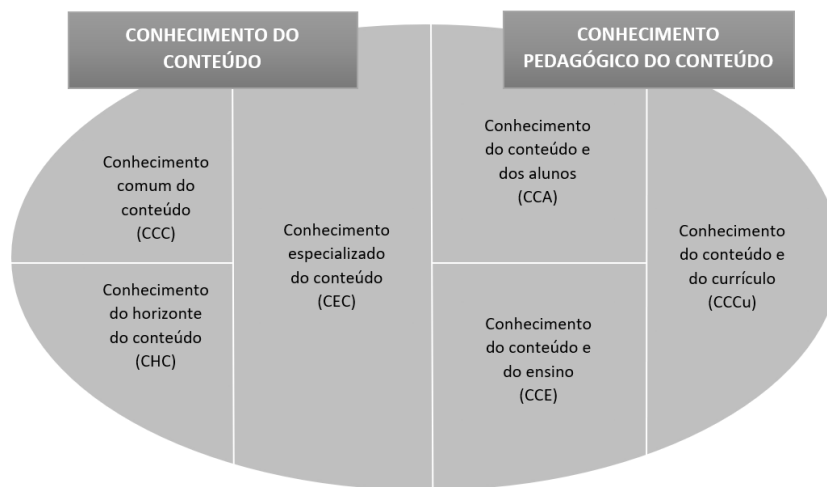 CONHECIMENTO DO
CONTEÚDO
CONHECIMENTO
PEDAGÓGICO DO CONTEÚDO
Conhecimento
comum do
conteúdo
(CCC)
Conhecimento
do horizonte
do conteúdo
(CHC)
Conhecimento
especializado
do conteúdo
(CEC)
Conhecimento
do conteúdo e
dos alunos
(CCA)
Conhecimento
do conteúdo e
do ensino
(CCE)
Conhecimento
do conteúdo e
do currículo
(CCCu)